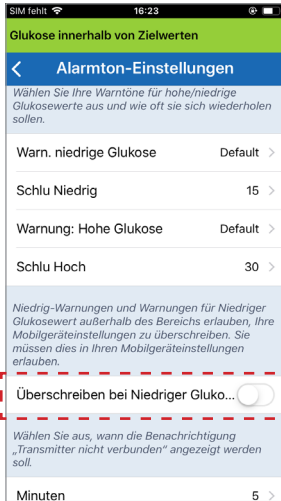 SIM fehlt 16:23
Glukose innerhalb von Zielwerten
Alarmton-Einstellungen
Wählen Sie Ihre Warntöne für hohe/niedrige
Glukosewerte aus und wie oft sie sich wiederholen
sollen.
Warn. niedrige Glukose Default
Schlu Niedrig 15
Warnung: Hohe Glukose Default
Schlu Hoch 30
Niedrig-Warnungen und Warnungen für Niedriger
Glukosewert außerhalb des Bereichs erlauben, Ihre
Mobilgeräteinstellungen zu überschreiben. Sie
müssen dies in Ihren Mobilgeräteinstellungen
erlauben.
Überschreiben bei Niedriger Gluko...
Wählen Sie aus, wann die Benachrichtigung
„Transmitter nicht verbunden" angezeigt werden
soll.
Minuten 5